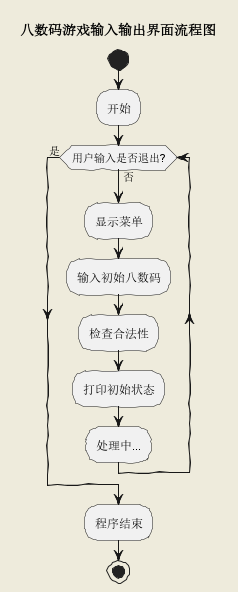 八数码游戏输入输出界面流程图
开始
用户输入是否退出?
是
否
显示菜单
输入初始八数码
检查合法性
打印初始状态
处理中...
程序结束